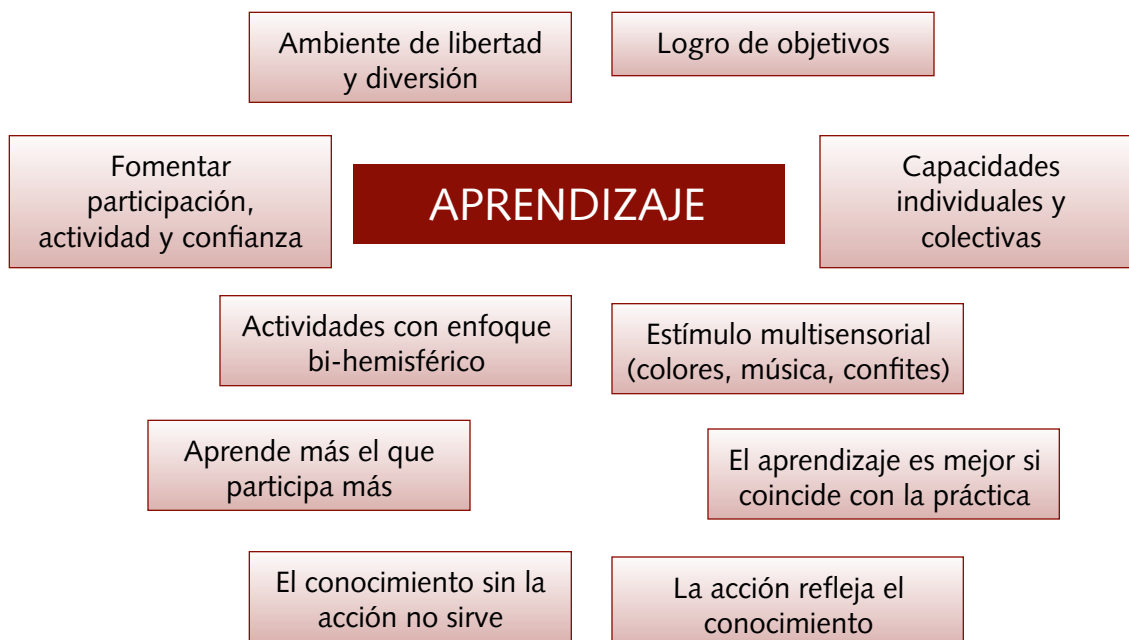 Ambiente de libertad
y diversión
Logro de objetivos
Fomentar
participación,
actividad y confianza
APRENDIZAJE
Capacidades
individuales y
colectivas
Actividades con enfoque
bi-hemisférico
Estímulo multisensorial
(colores, música, confites)
Aprende más el que
participa más
El aprendizaje es mejor si
coincide con la práctica
El conocimiento sin la
acción no sirve
La acción refleja el
conocimiento